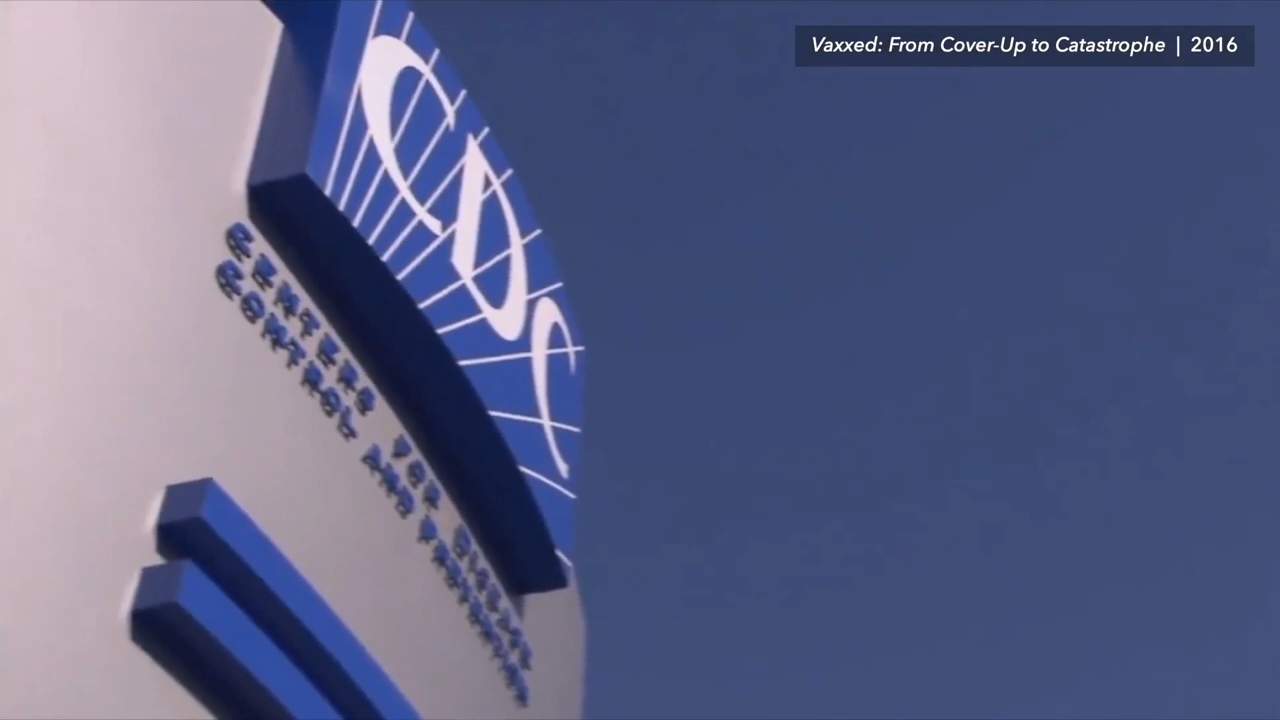 Vaxxed: From Cover-Up to Catastrophe | 2016
CDC
CENTERS FOR DISEASE
CONTROL AND PREVENTION